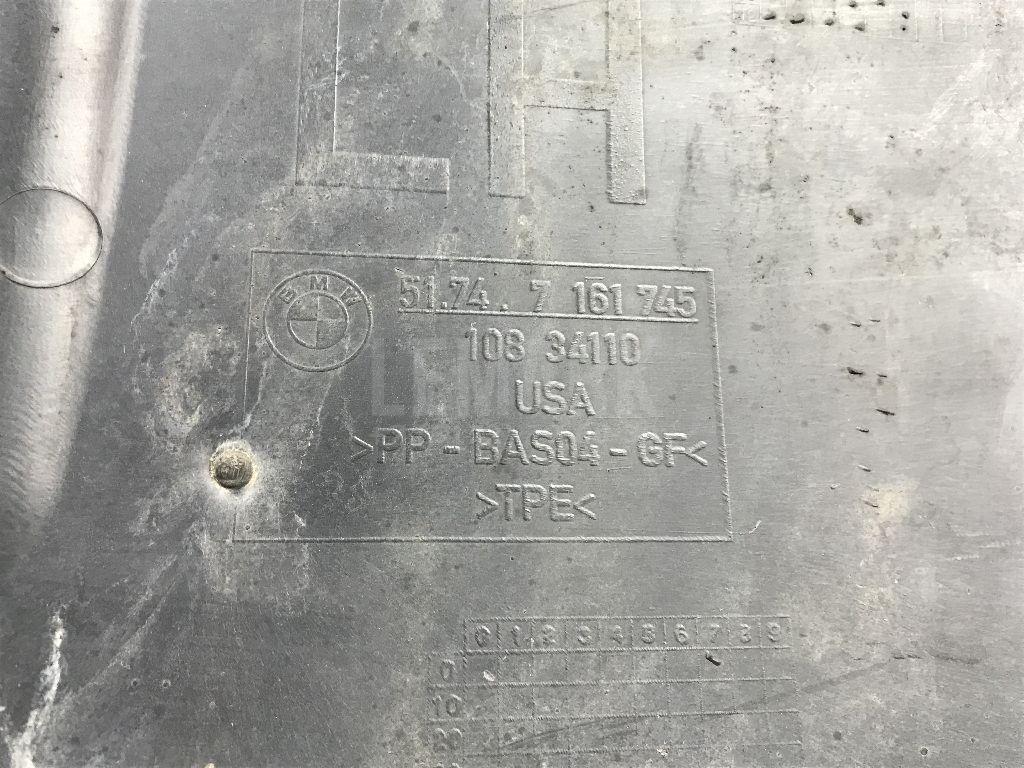 LH
BMW
51.74. 7 161 745
108 34110
USA
>PP-BAS04-GF<
>TPE<
0 1 2 3 4 5 6 7 8 9
0
10
20